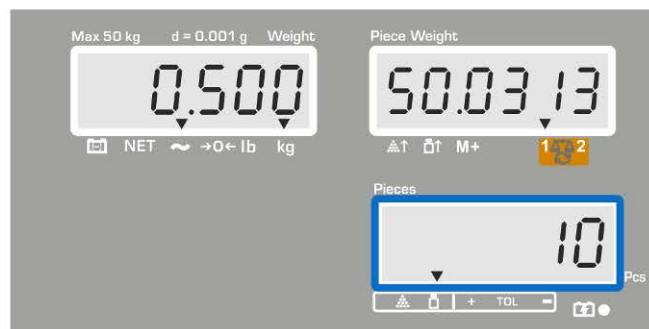 Max 50 kg d = 0.001 g Weight
0.500
NET ~ →0← lb kg
Piece Weight
50.0313
M+ 1 2
Pieces
10
Pcs
+ TOL -